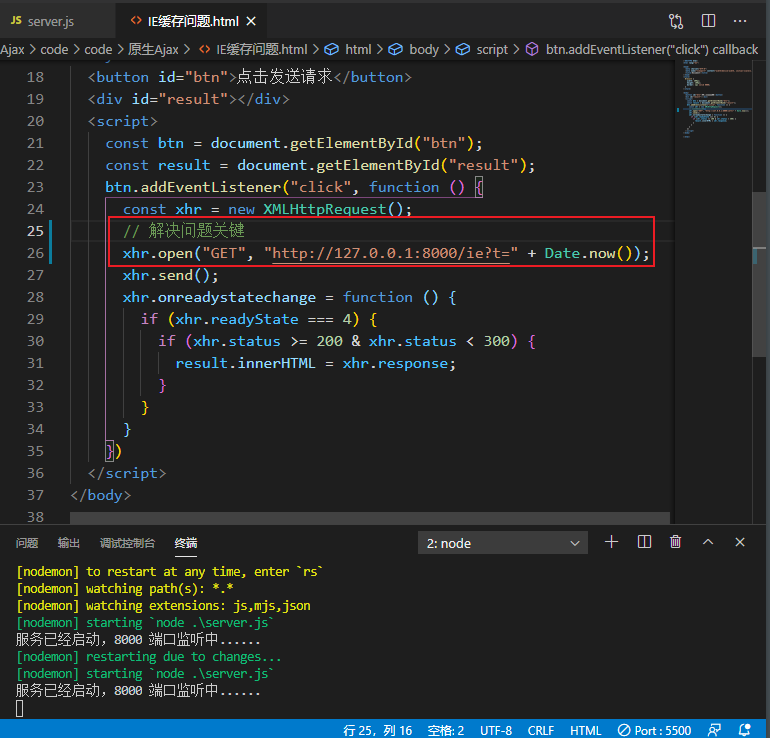 JS server.js
<> IE缓存问题.html
Ajax > code > code > 原生Ajax > <> IE缓存问题.html > html > body > script > btn.addEventListener("click") callback
18 <button id="btn">点击发送请求</button>
19 <div id="result"></div>
20 <script>
21 const btn = document.getElementById("btn");
22 const result = document.getElementById("result");
23 btn.addEventListener("click", function () {
24 const xhr = new XMLHttpRequest();
25 // 解决问题关键
26 xhr.open("GET", "http://127.0.0.1:8000/ie?t=" + Date.now());
27 xhr.send();
28 xhr.onreadystatechange = function () {
29 if (xhr.readyState === 4) {
30 if (xhr.status >= 200 & xhr.status < 300) {
31 result.innerHTML = xhr.response;
32 }
33 }
34 }
35 })
36 </script>
37 </body>
38
问题 输出 调试控制台 终端 2: node
[nodemon] to restart at any time, enter `rs`
[nodemon] watching path(s): *.*
[nodemon] watching extensions: js,mjs,json
[nodemon] starting `node .\server.js`
服务已经启动，8000 端口监听中......
[nodemon] restarting due to changes...
[nodemon] starting `node .\server.js`
服务已经启动，8000 端口监听中......
行 25，列 16 空格: 2 UTF-8 CRLF HTML Port : 5500